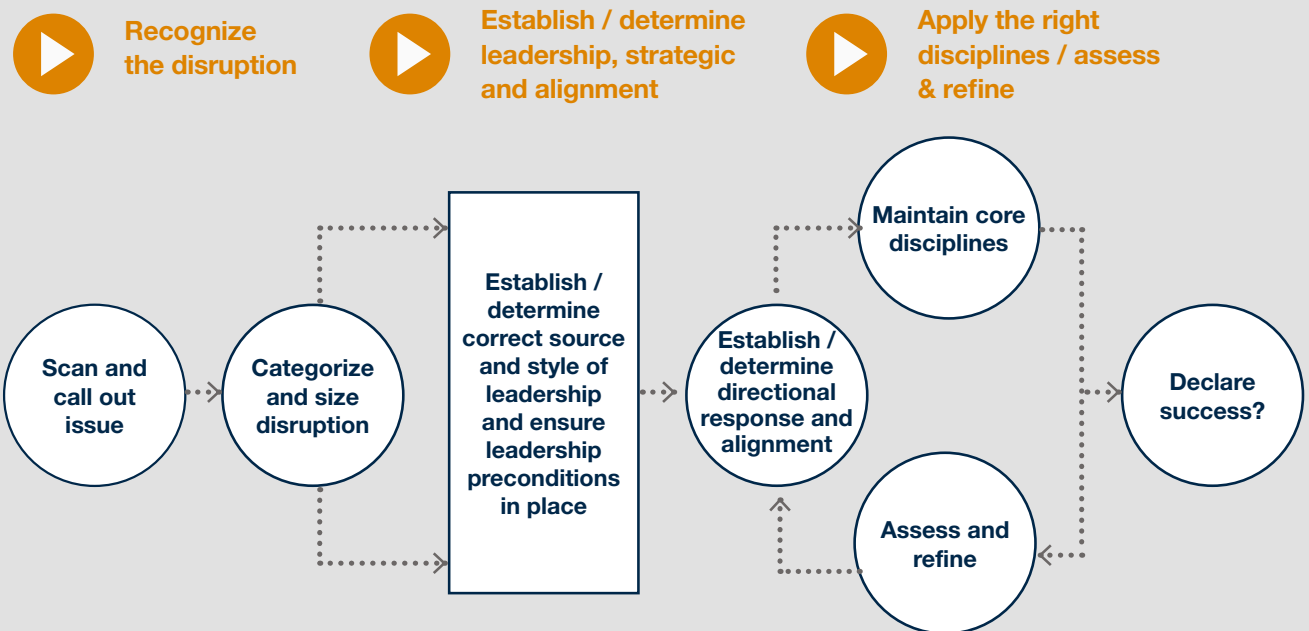 Recognize
the disruption
Establish / determine
leadership, strategic
and alignment
Apply the right
disciplines / assess
& refine
Scan and
call out
issue
Categorize
and size
disruption
Establish /
determine
correct source
and style of
leadership
and ensure
leadership
preconditions
in place
Establish /
determine
directional
response and
alignment
Maintain core
disciplines
Assess and
refine
Declare
success?